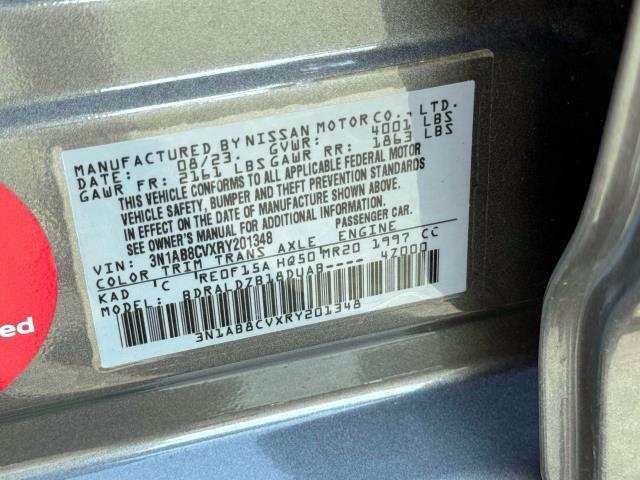 MANUFACTURED BY NISSAN MOTOR CO., LTD.
DATE: 08/23 GVWR: 4001 LBS
GAWR FR: 2161 LBS GAWR RR: 1863 LBS
THIS VEHICLE CONFORMS TO ALL APPLICABLE FEDERAL MOTOR
VEHICLE SAFETY, BUMPER AND THEFT PREVENTION STANDARDS
IN EFFECT ON THE DATE OF MANUFACTURE SHOWN ABOVE.
SEE OWNER'S MANUAL FOR ADDITIONAL INFORMATION.
VIN: 3N1AB8CVXRY201348 PASSENGER CAR.
COLOR TRIM TRANS AXLE ENGINE
KAD C RE0F15A HQ50 MR20 1997 CC
MODEL: BDRALDZB18DUAB---- 47000
3N1AB8CVXRY201348
ed